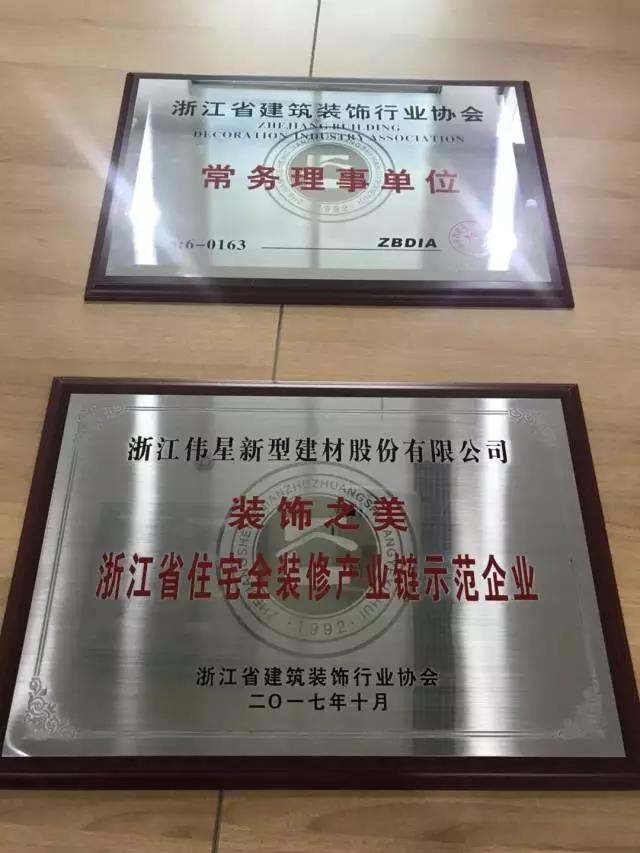 浙江省建筑装饰行业协会
ZHEJIANG BUILDING
DECORATION INDUSTRY ASSOCIATION
常务理事单位
6-0163
ZBDIA
浙江伟星新型建材股份有限公司
装饰之美
浙江省住宅全装修产业链示范企业
1992
浙江省建筑装饰行业协会
二〇一七年十月